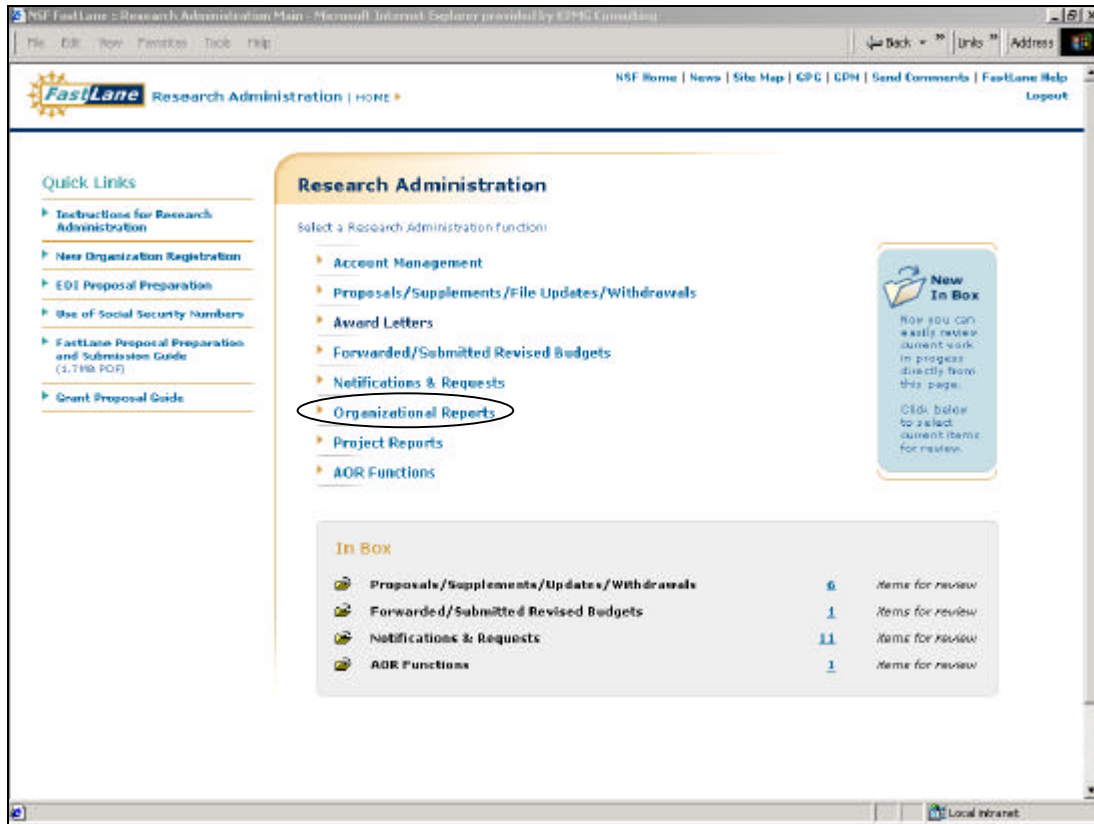 NSF FastLane :: Research Administration Main - Microsoft Internet Explorer provided by KPMG Consulting
File Edit View Favorites Tools Help
Back » Links » Address
FastLane Research Administration | HOME
NSF Home | News | Site Map | GPG | GPM | Send Comments | FastLane Help
Logout
Quick Links
Instructions for Research
Administration
New Organization Registration
EDI Proposal Preparation
Use of Social Security Numbers
FastLane Proposal Preparation
and Submission Guide
(1.7MB PDF)
Grant Proposal Guide
Research Administration
Select a Research Administration function:
Account Management
Proposals/Supplements/File Updates/Withdrawals
Award Letters
Forwarded/Submitted Revised Budgets
Notifications & Requests
Organizational Reports
Project Reports
AOR Functions
New
In Box
Now you can
easily review
current work
in progess
directly from
this page.
Click below
to select
current items
for review.
In Box
Proposals/Supplements/Updates/Withdrawals 6 items for review
Forwarded/Submitted Revised Budgets 1 items for review
Notifications & Requests 11 items for review
AOR Functions 1 items for review
Local intranet